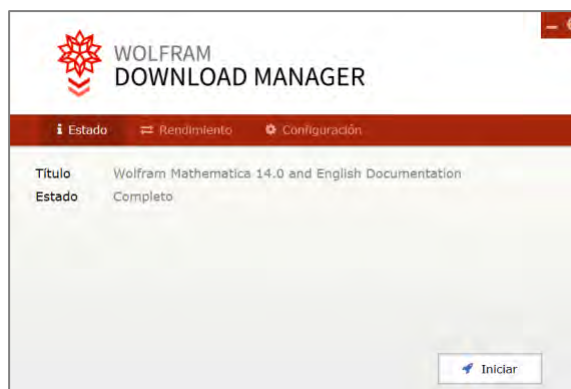 WOLFRAM
DOWNLOAD MANAGER
Estado
Rendimiento
Configuración
Título Wolfram Mathematica 14.0 and English Documentation
Estado Completo
Iniciar